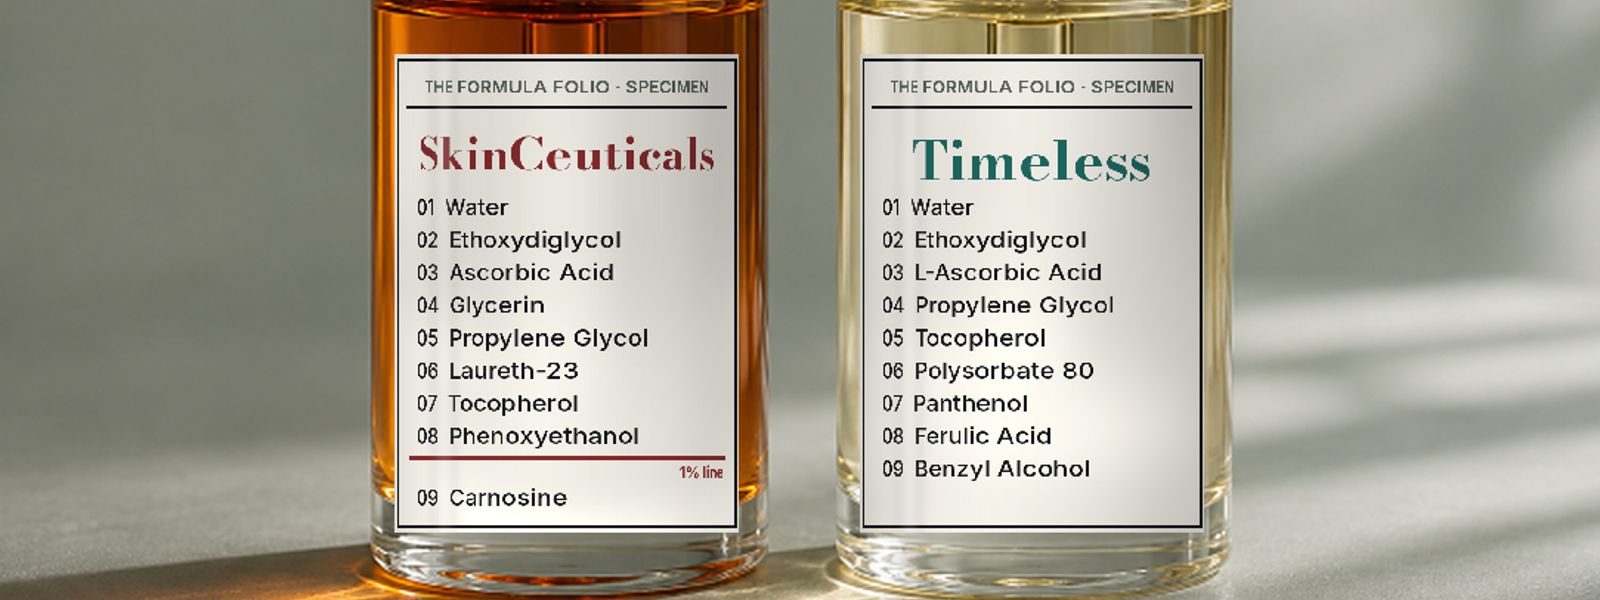 THE FORMULA FOLIO - SPECIMEN
SkinCeuticals
01 Water
02 Ethoxydiglycol
03 Ascorbic Acid
04 Glycerin
05 Propylene Glycol
06 Laureth-23
07 Tocopherol
08 Phenoxyethanol
1% line
09 Carnosine
THE FORMULA FOLIO - SPECIMEN
Timeless
01 Water
02 Ethoxydiglycol
03 L-Ascorbic Acid
04 Propylene Glycol
05 Tocopherol
06 Polysorbate 80
07 Panthenol
08 Ferulic Acid
09 Benzyl Alcohol